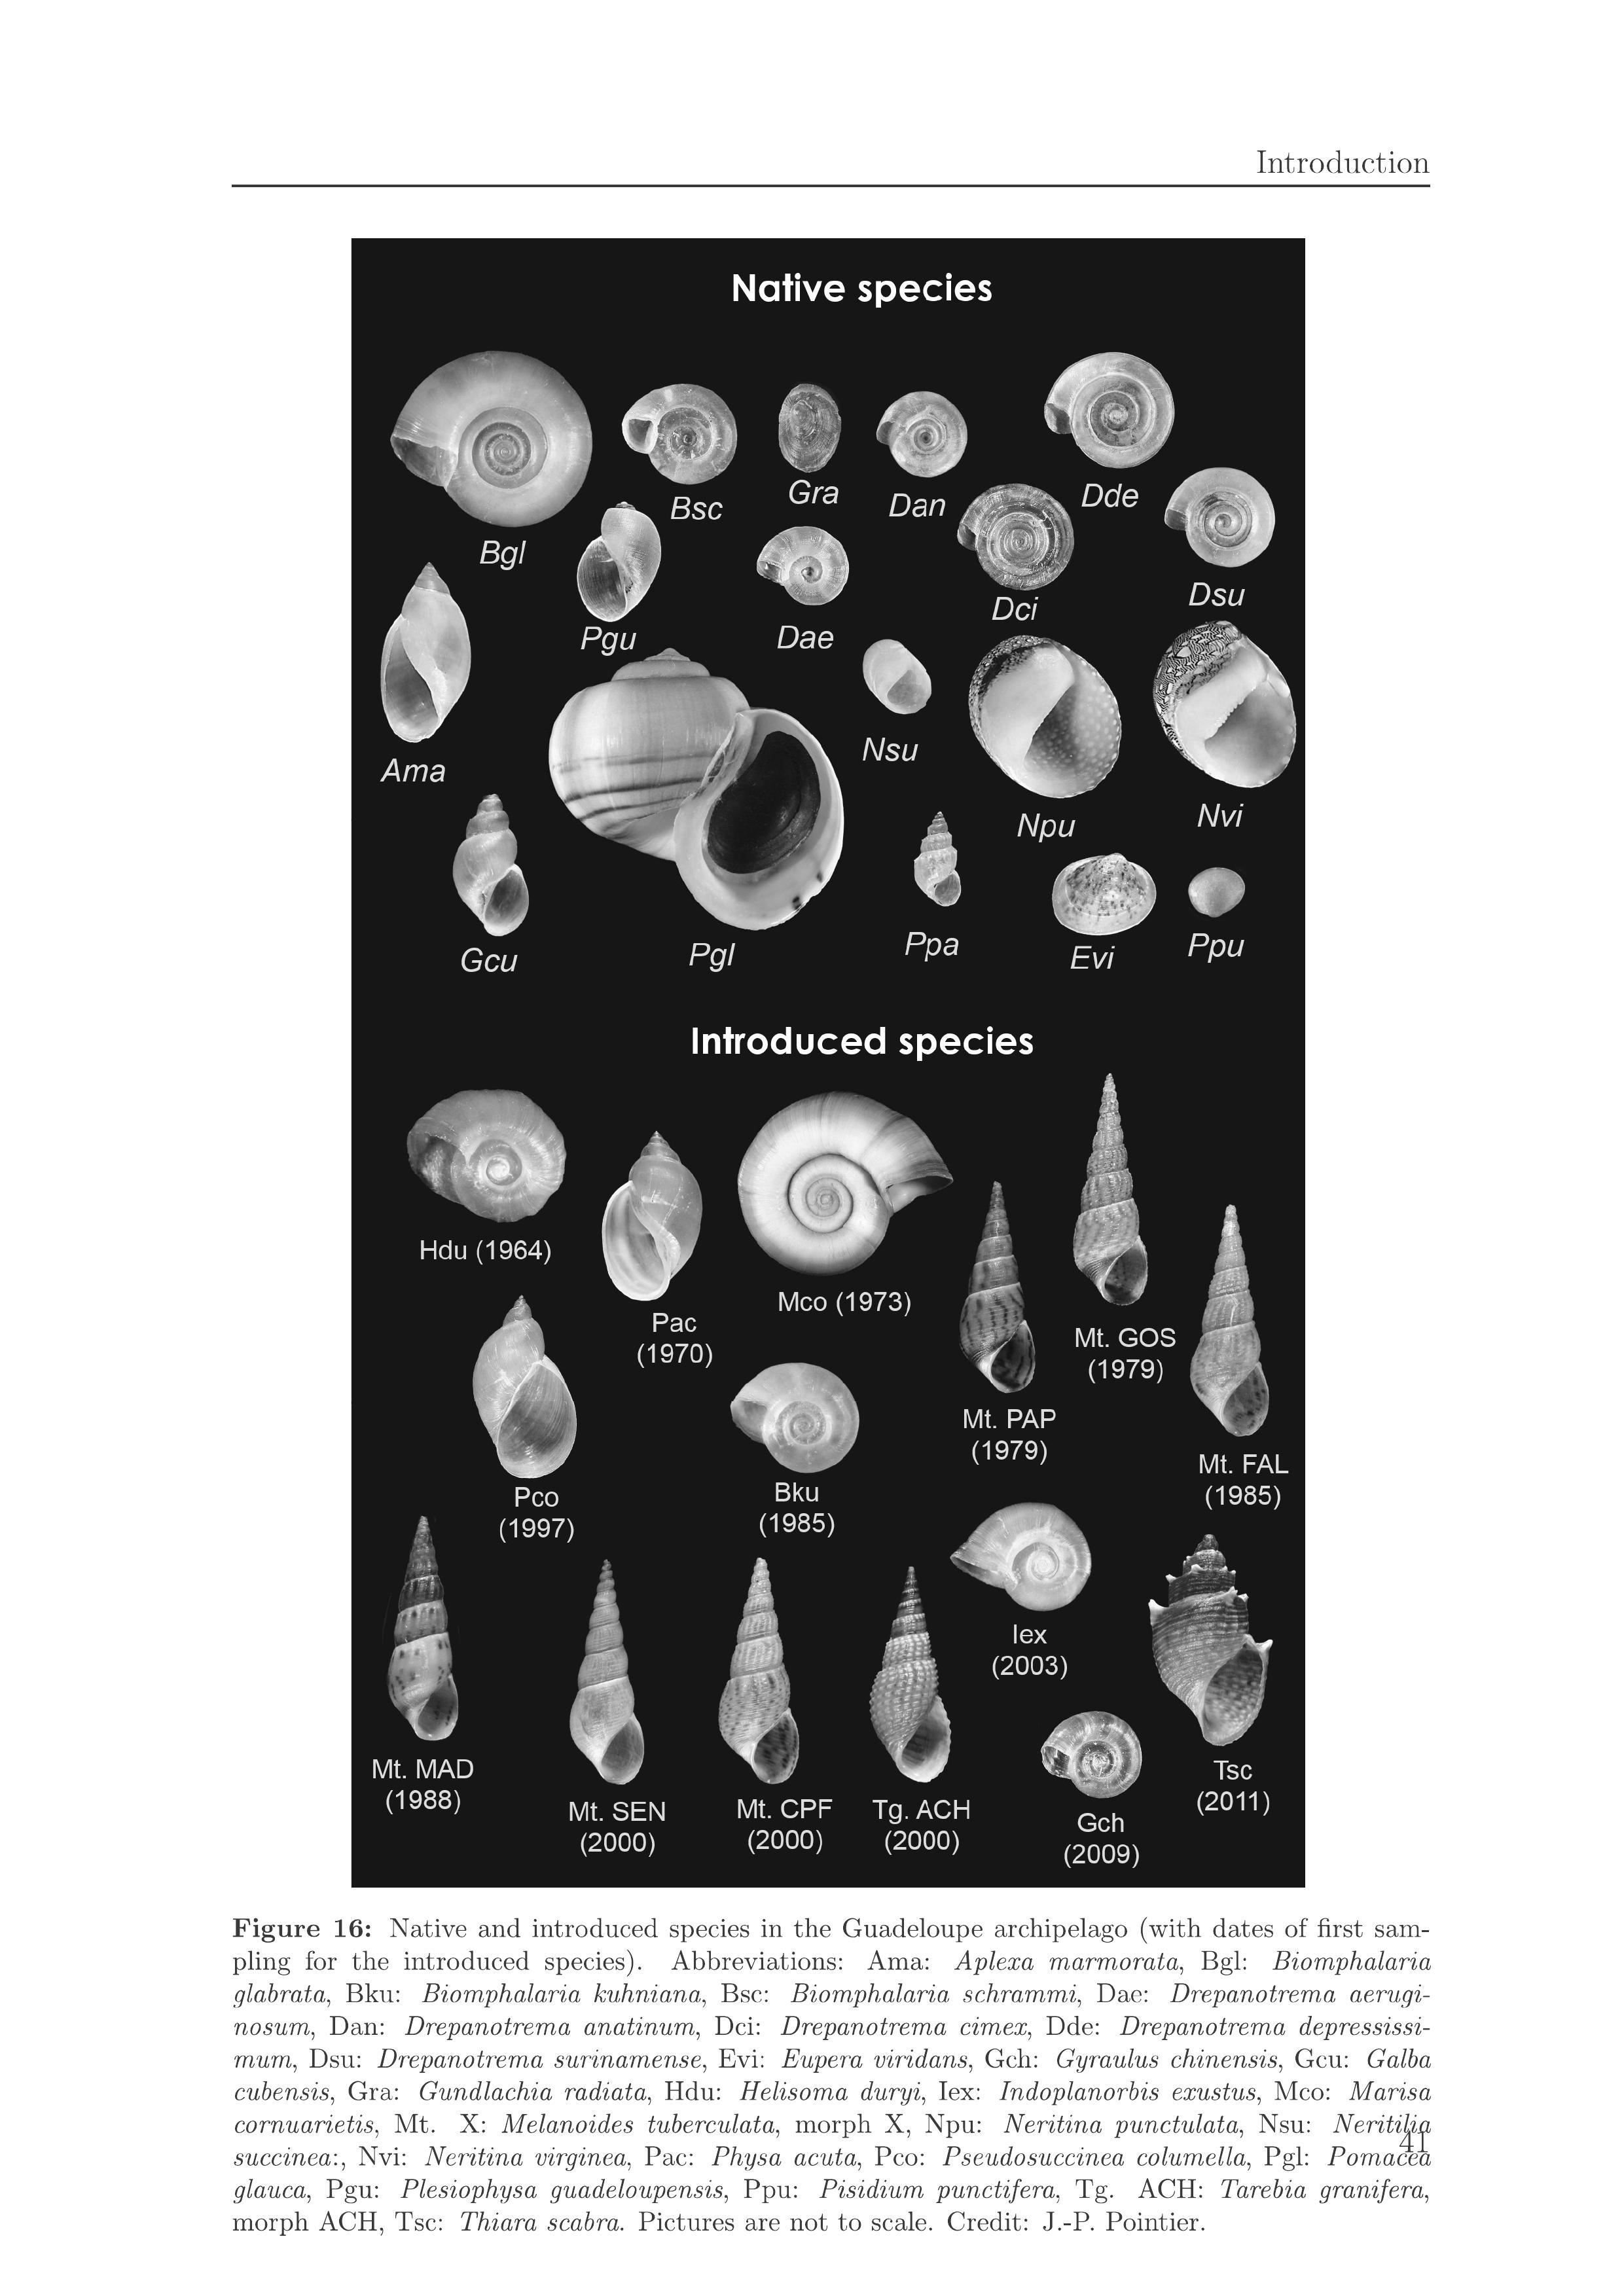 Introduction
Native species
Bgl
Bsc
Gra
Dan
Dde
Pgu
Dae
Dci
Dsu
Ama
Nsu
Npu
Nvi
Gcu
Pgl
Ppa
Evi
Ppu
Introduced species
Hdu (1964)
Pac
(1970)
Mco (1973)
Mt. GOS
(1979)
Mt. PAP
(1979)
Mt. FAL
(1985)
Pco
(1997)
Bku
(1985)
Iex
(2003)
Mt. MAD
(1988)
Mt. SEN
(2000)
Mt. CPF
(2000)
Tg. ACH
(2000)
Gch
(2009)
Tsc
(2011)
Figure 16: Native and introduced species in the Guadeloupe archipelago (with dates of first sam-
pling for the introduced species). Abbreviations: Ama: Aplexa marmorata, Bgl: Biomphalaria
glabrata, Bku: Biomphalaria kuhniana, Bsc: Biomphalaria schrammi, Dae: Drepanotrema aerugi-
nosum, Dan: Drepanotrema anatinum, Dci: Drepanotrema cimex, Dde: Drepanotrema depressissi-
mum, Dsu: Drepanotrema surinamense, Evi: Eupera viridans, Gch: Gyraulus chinensis, Gcu: Galba
cubensis, Gra: Gundlachia radiata, Hdu: Helisoma duryi, Iex: Indoplanorbis exustus, Mco: Marisa
cornuarietis, Mt. X: Melanoides tuberculata, morph X, Npu: Neritina punctulata, Nsu: Neritilia
succinea:, Nvi: Neritina virginea, Pac: Physa acuta, Pco: Pseudosuccinea columella, Pgl: Pomacea
glauca, Pgu: Plesiophysa guadeloupensis, Ppu: Pisidium punctifera, Tg. ACH: Tarebia granifera,
morph ACH, Tsc: Thiara scabra. Pictures are not to scale. Credit: J.-P. Pointier.
41